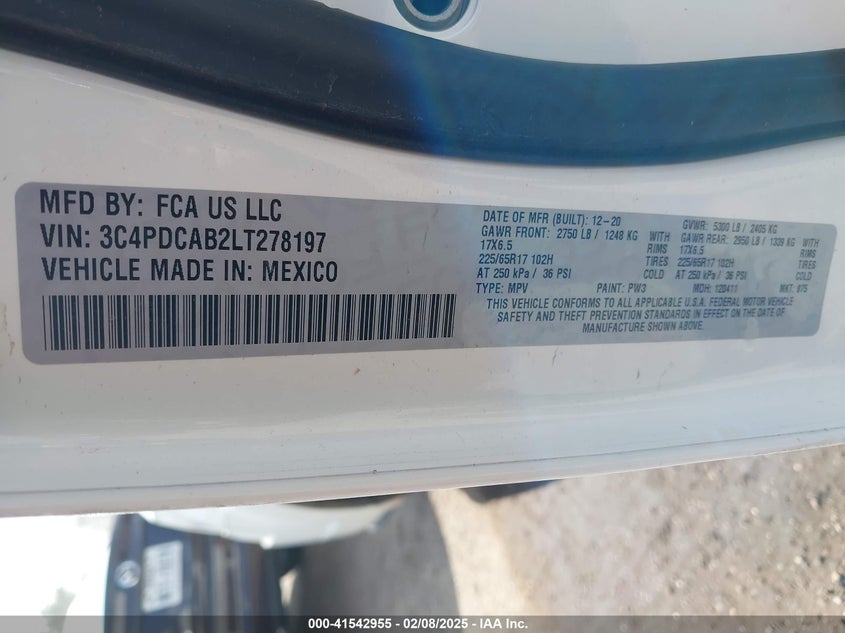 MFD BY: FCA US LLC
VIN: 3C4PDCAB2LT278197
VEHICLE MADE IN: MEXICO
DATE OF MFR (BUILT): 12-20
GAWR FRONT: 2750 LB / 1248 KG WITH
17X6.5 RIMS
225/65R17 102H TIRES
AT 250 kPa / 36 PSI COLD
GVWR: 5300 LB / 2405 KG
GAWR REAR: 2950 LB / 1339 KG WITH
17X6.5 RIMS
225/65R17 102H TIRES
AT 250 kPa / 36 PSI COLD
TYPE: MPV PAINT: PW3 MDH: 120411 MKT: 875
THIS VEHICLE CONFORMS TO ALL APPLICABLE U.S.A. FEDERAL MOTOR VEHICLE
SAFETY AND THEFT PREVENTION STANDARDS IN EFFECT ON THE DATE OF
MANUFACTURE SHOWN ABOVE.
000-41542955 - 02/08/2025 - IAA Inc.